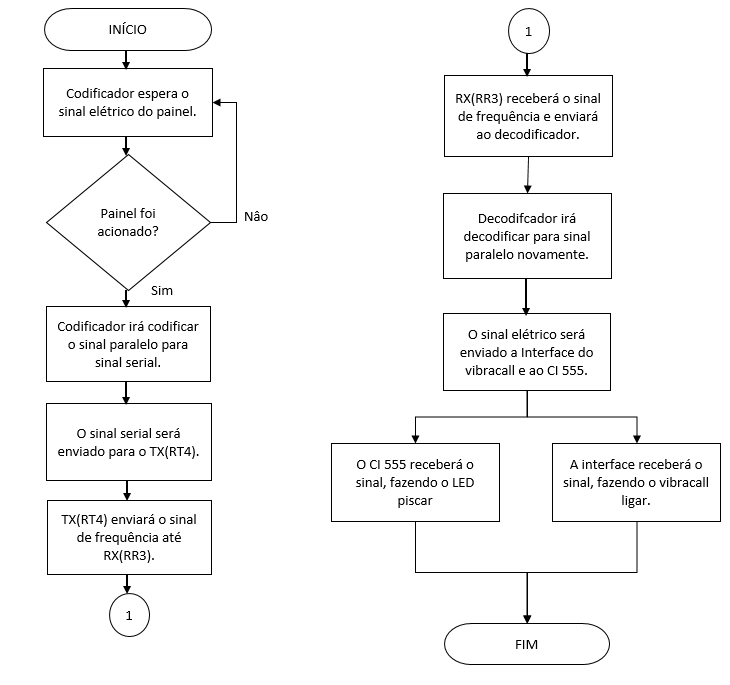 INÍCIO
Codificador espera o
sinal elétrico do painel.
Painel foi
acionado?
Nâo
Sim
Codificador irá codificar
o sinal paralelo para
sinal serial.
O sinal serial será
enviado para o TX(RT4).
TX(RT4) enviará o sinal
de frequência até
RX(RR3).
1
1
RX(RR3) receberá o sinal
de frequência e enviará
ao decodificador.
Decodifcador irá
decodificar para sinal
paralelo novamente.
O sinal elétrico será
enviado a Interface do
vibracall e ao CI 555.
O CI 555 receberá o
sinal, fazendo o LED
piscar
A interface receberá o
sinal, fazendo o vibracall
ligar.
FIM